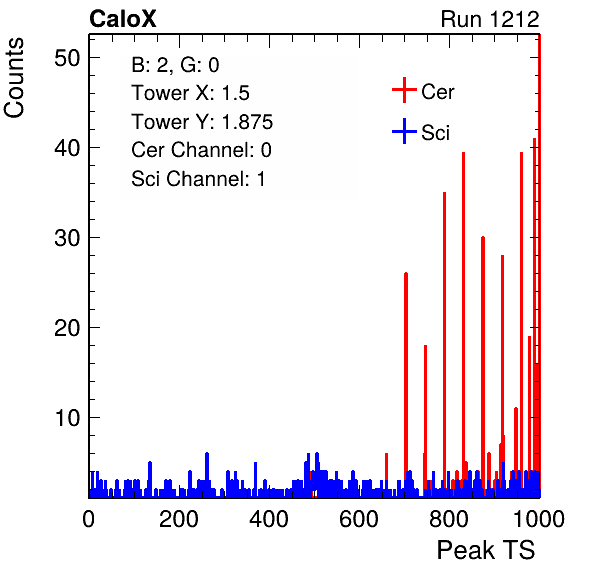 CaloX Run 1212
Counts
B: 2, G: 0
Tower X: 1.5
Tower Y: 1.875
Cer Channel: 0
Sci Channel: 1
Cer
Sci
50
40
30
20
10
0 200 400 600 800 1000
Peak TS